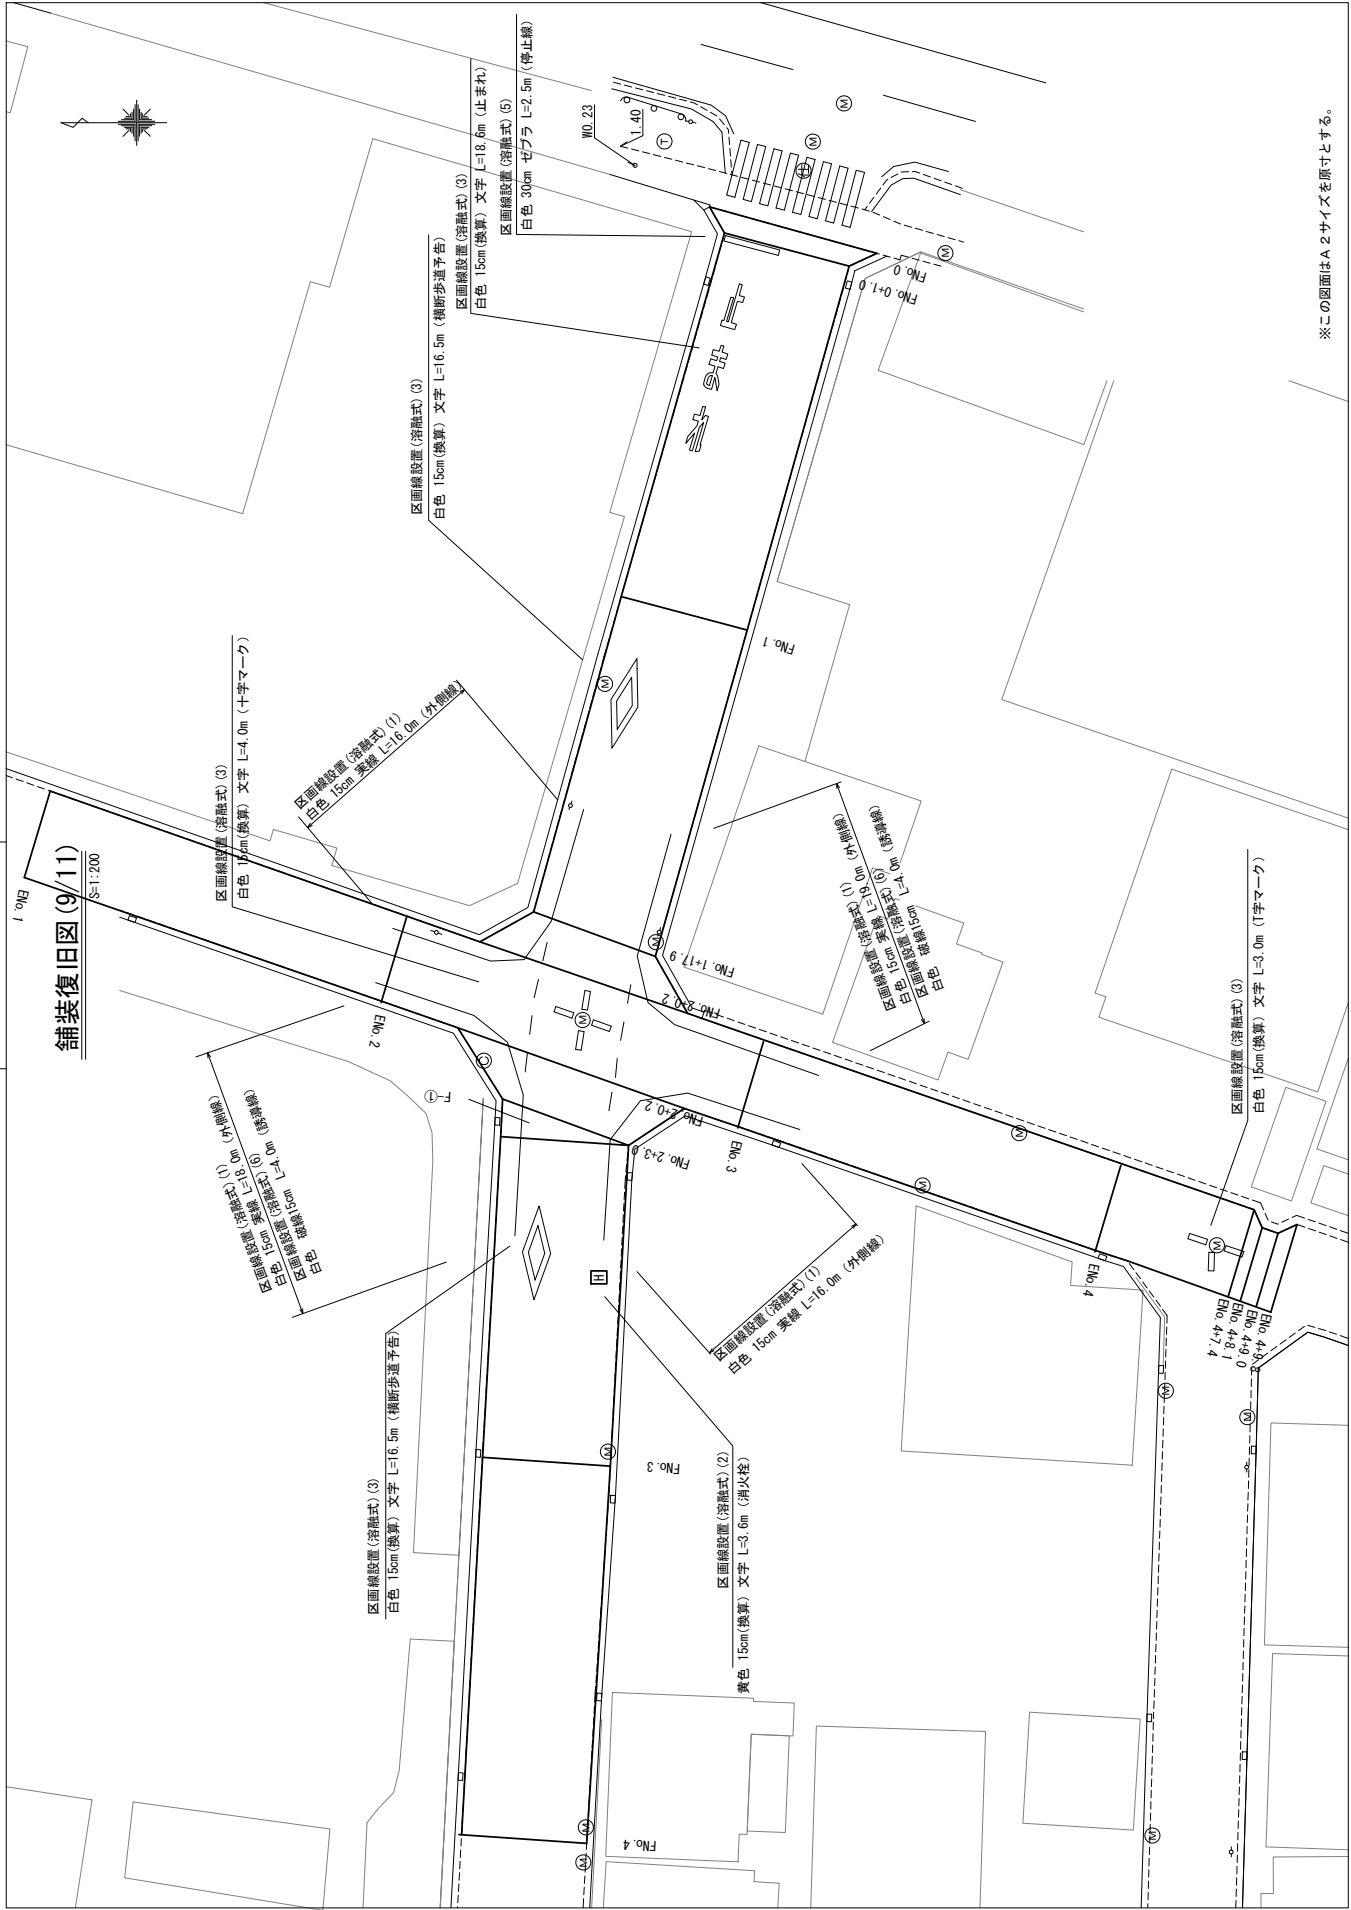 舗装復旧図(9/11)
S=1:200
区画線設置(溶融式)(3)
白色 15cm(換算) 文字 L=4.0m (十字マーク)
区画線設置(溶融式)(1)
白色 15cm 実線 L=16.0m (外側線)
区画線設置(溶融式)(3)
白色 15cm(換算) 文字 L=16.5m (横断歩道予告)
区画線設置(溶融式)(3)
白色 15cm(換算) 文字 L=18.6m (止まれ)
区画線設置(溶融式)(5)
白色 30cm ゼブラ L=2.5m (停止線)
W0.23
1.40
T
M
M
仕
M
止まれ
FNo.0
FNo.0+1.0
FNo.1
M
M
FNo.1+17.9
FNo.2+0.2
区画線設置(溶融式)(1)
白色 15cm 実線 L=19.0m (外側線)
区画線設置(溶融式)(6)
白色 破線15cm L=4.0m (誘導線)
ENo.1
ENo.2
M
C
F-①
区画線設置(溶融式)(1)
白色 15cm 実線 L=18.0m (外側線)
区画線設置(溶融式)(6)
白色 破線15cm L=4.0m (誘導線)
FNo.2+0.2
FNo.2+3.0
ENo.3
H
区画線設置(溶融式)(1)
白色 15cm 実線 L=16.0m (外側線)
区画線設置(溶融式)(3)
白色 15cm(換算) 文字 L=16.5m (横断歩道予告)
区画線設置(溶融式)(2)
黄色 15cm(換算) 文字 L=3.6m (消火栓)
M
FNo.3
M
M
FNo.4
M
M
ENo.4
M
区画線設置(溶融式)(3)
白色 15cm(換算) 文字 L=3.0m (T字マーク)
ENo.4+7.4
ENo.4+8.1
ENo.4+9.0
M
M
M
※この図面はA2サイズを原寸とする。